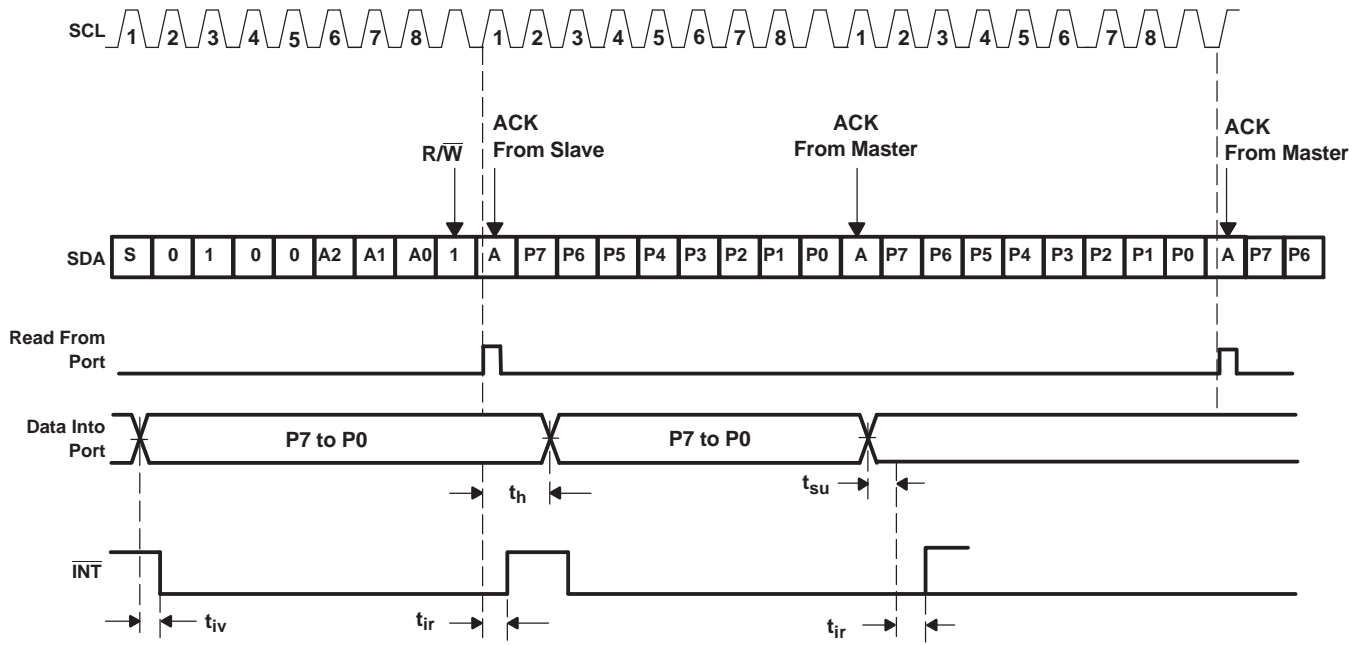 SCL 1 2 3 4 5 6 7 8 1 2 3 4 5 6 7 8 1 2 3 4 5 6 7 8
ACK
From Slave
ACK
From Master
ACK
From Master
R/W̅
SDA S 0 1 0 0 A2 A1 A0 1 A P7 P6 P5 P4 P3 P2 P1 P0 A P7 P6 P5 P4 P3 P2 P1 P0 A P7 P6
Read From
Port
Data Into
Port
P7 to P0 P7 to P0
th tsu
I̅N̅T̅
tiv tir tir